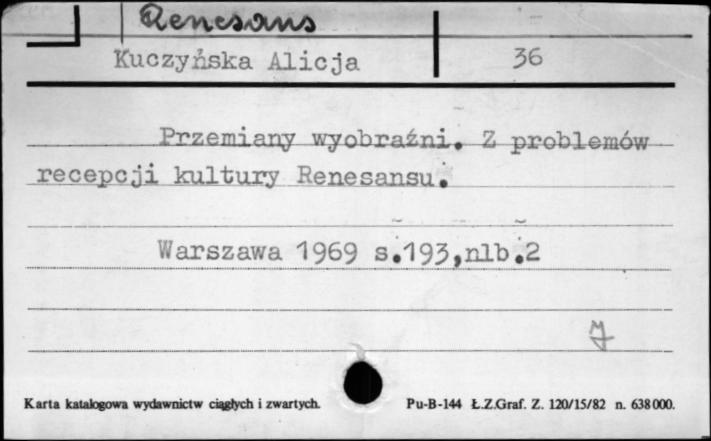 Renesans
Kuczyńska Alicja 36
Przemiany wyobraźni. Z problemów
recepcji kultury Renesansu.
Warszawa 1969 s.193,nlb.2
Karta katalogowa wydawnictw ciągłych i zwartych. Pu-B-144 Ł.Z.Graf. Z. 120/15/82 n. 638000.